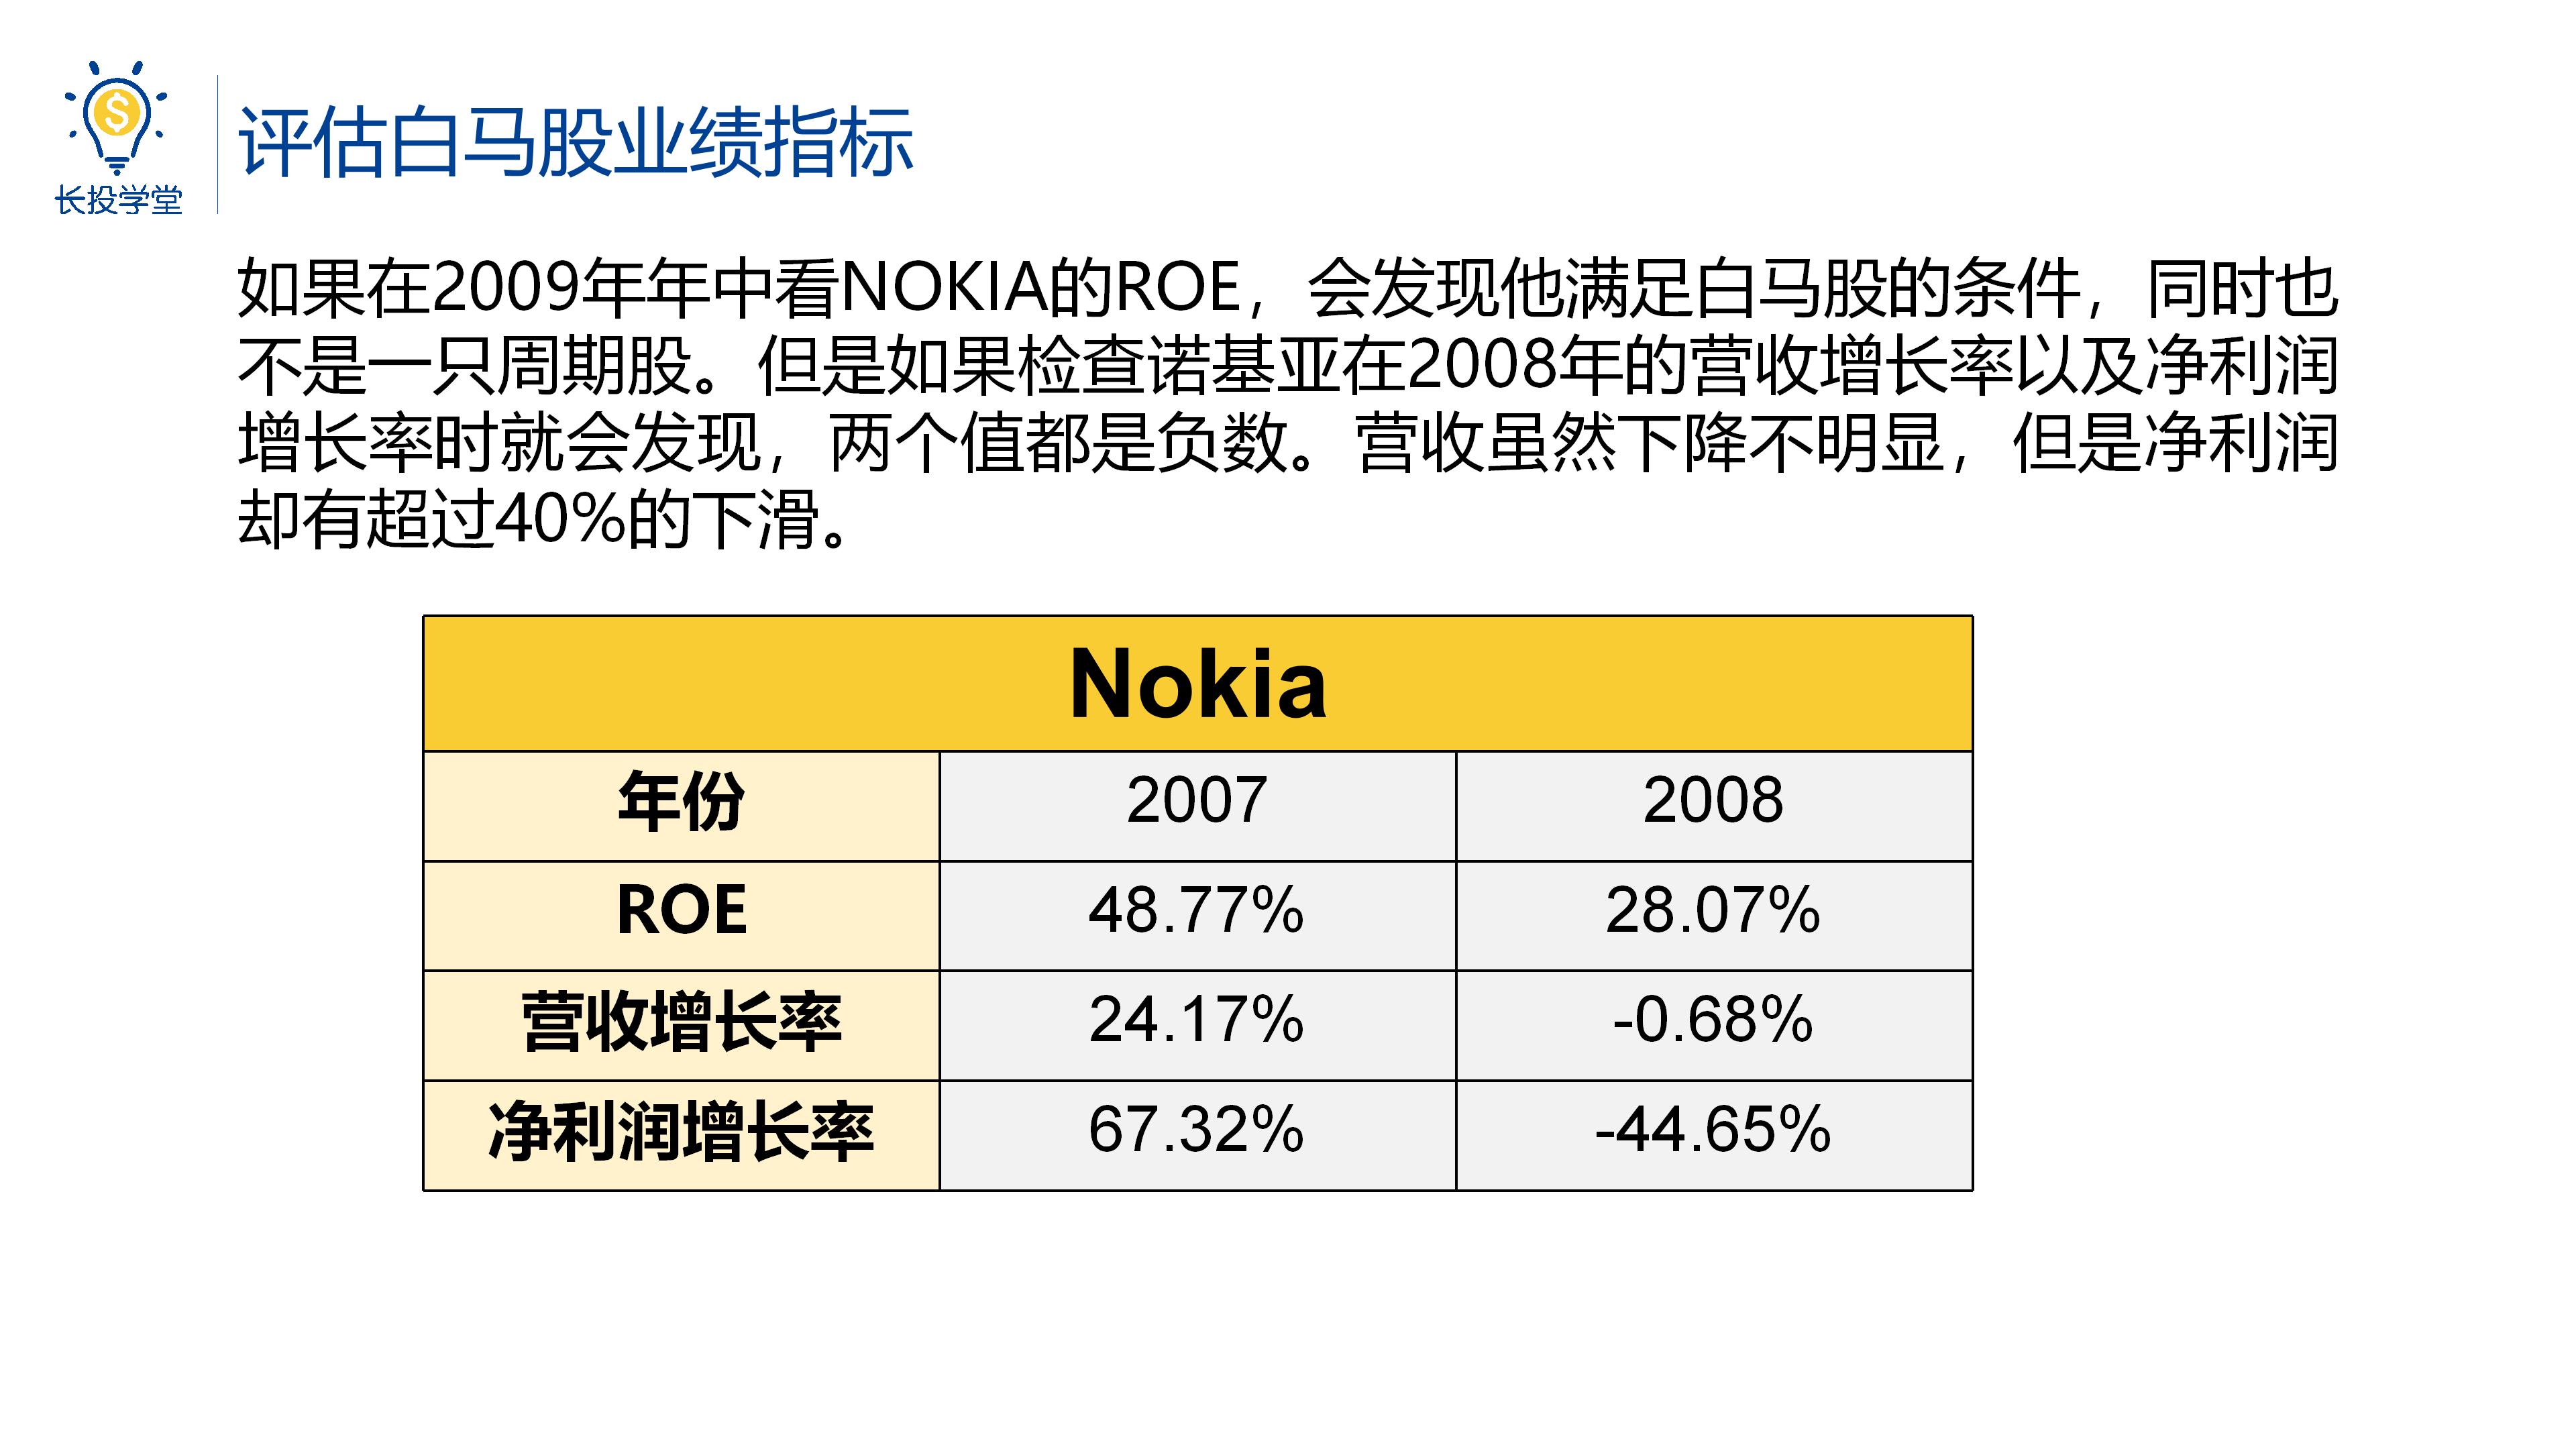 长投学堂
评估白马股业绩指标
如果在2009年年中看NOKIA的ROE，会发现他满足白马股的条件，同时也
不是一只周期股。但是如果检查诺基亚在2008年的营收增长率以及净利润
增长率时就会发现，两个值都是负数。营收虽然下降不明显，但是净利润
却有超过40%的下滑。
Nokia
年份 2007 2008
ROE 48.77% 28.07%
营收增长率 24.17% -0.68%
净利润增长率 67.32% -44.65%